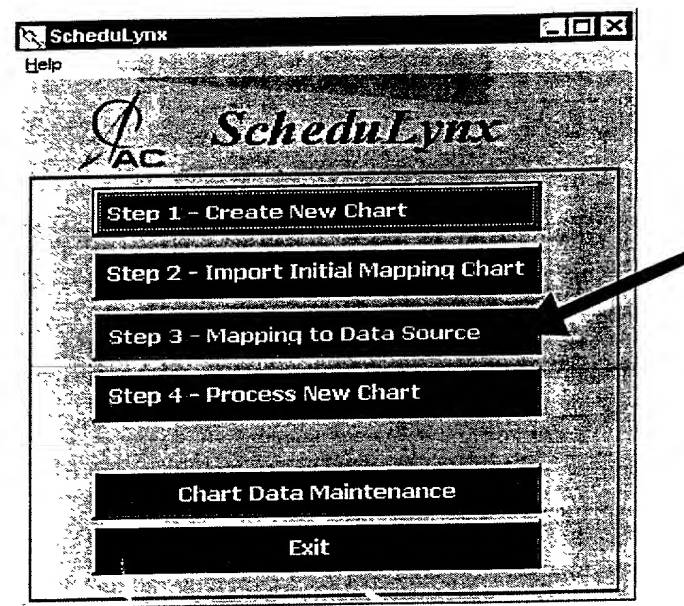 ScheduLynx
Help
AC
ScheduLynx
Step 1 - Create New Chart
Step 2 - Import Initial Mapping Chart
Step 3 - Mapping to Data Source
Step 4 - Process New Chart
Chart Data Maintenance
Exit